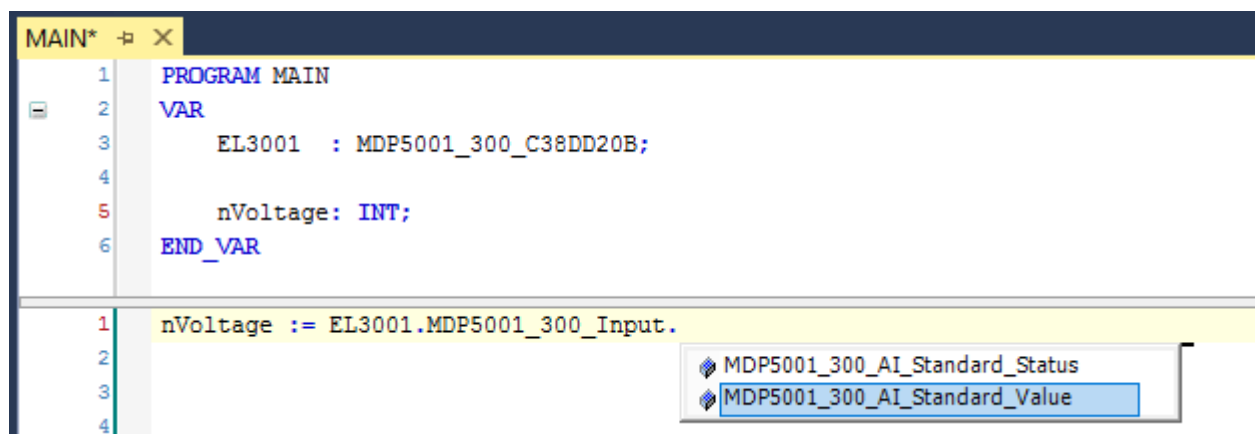 MAIN*
1 PROGRAM MAIN
2 VAR
3 EL3001 : MDP5001_300_C38DD20B;
4
5 nVoltage: INT;
6 END_VAR
1 nVoltage := EL3001.MDP5001_300_Input.
2 MDP5001_300_AI_Standard_Status
3 MDP5001_300_AI_Standard_Value
4